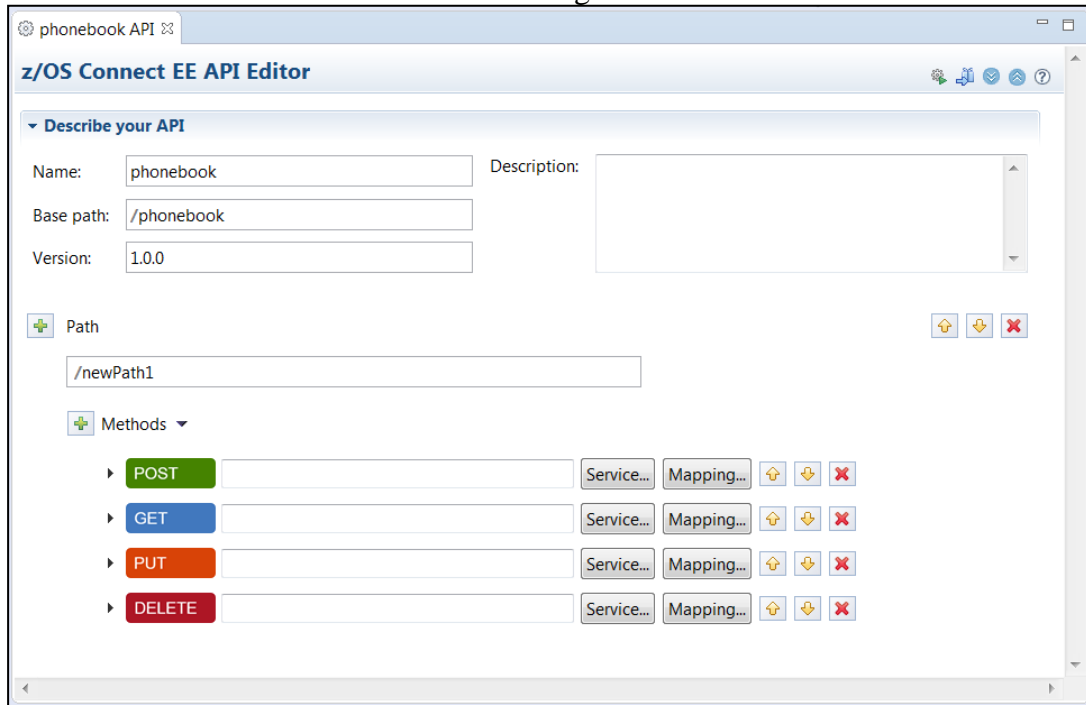 phonebook API
z/OS Connect EE API Editor
Describe your API
Name: phonebook Description:
Base path: /phonebook
Version: 1.0.0
Path
/newPath1
Methods
POST Service... Mapping...
GET Service... Mapping...
PUT Service... Mapping...
DELETE Service... Mapping...